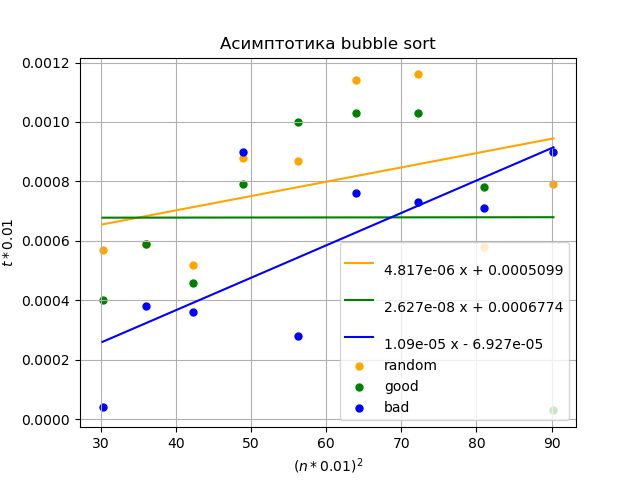 Асимптотика bubble sort
0.0012
0.0010
0.0008
0.0006
0.0004
0.0002
0.0000
t * 0.01
4.817e-06 x + 0.0005099
2.627e-08 x + 0.0006774
1.09e-05 x - 6.927e-05
random
good
bad
30 40 50 60 70 80 90
(n * 0.01)²